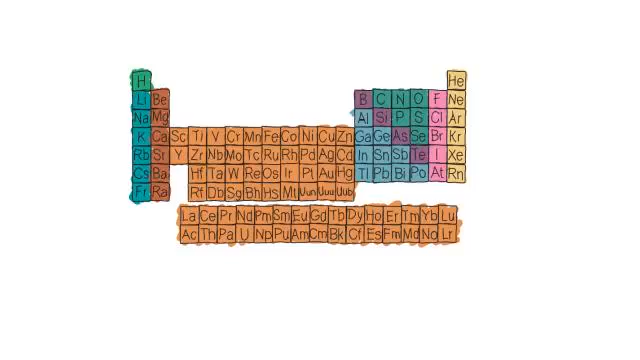 H He
Li Be B C N O F Ne
Na Mg Al Si P S Cl Ar
K Ca Sc Ti V Cr Mn Fe Co Ni Cu Zn Ga Ge As Se Br Kr
Rb Sr Y Zr Nb Mo Tc Ru Rh Pd Ag Cd In Sn Sb Te I Xe
Cs Ba Hf Ta W Re Os Ir Pt Au Hg Tl Pb Bi Po At Rn
Fr Ra Rf Db Sg Bh Hs Mt Uun Uuu Uub
La Ce Pr Nd Pm Sm Eu Gd Tb Dy Ho Er Tm Yb Lu
Ac Th Pa U Np Pu Am Cm Bk Cf Es Fm Md No Lr